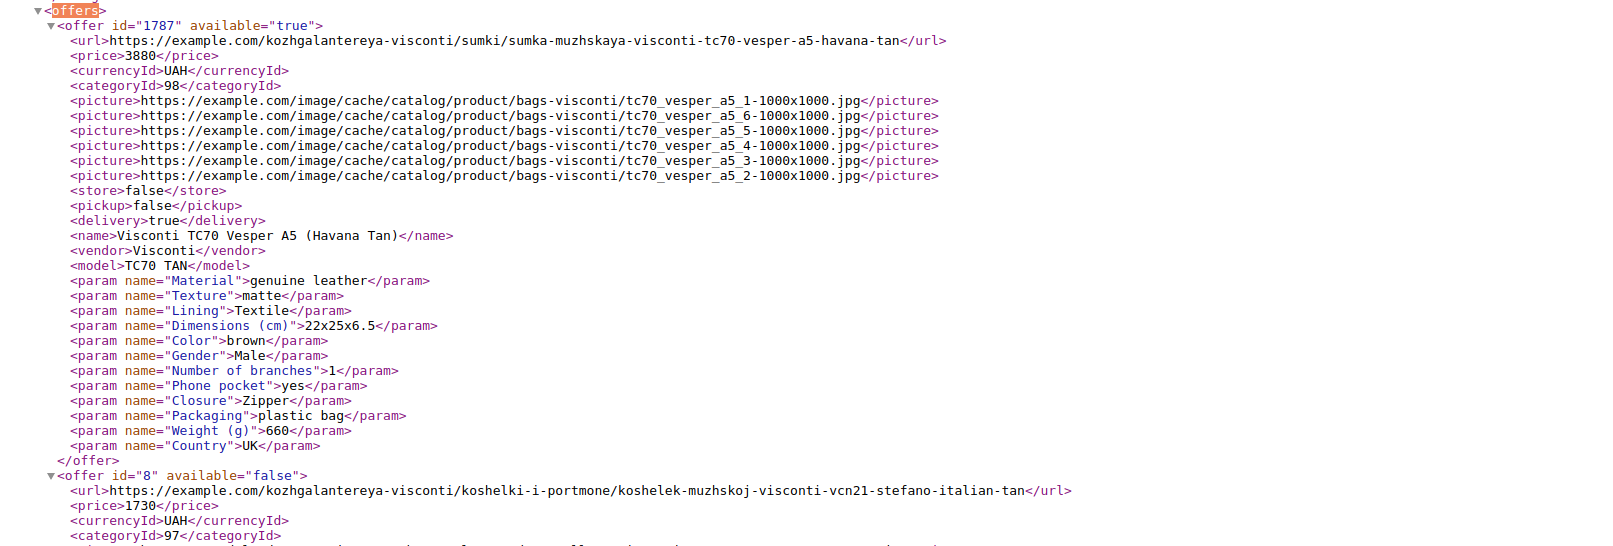 <offers>
<offer id="1787" available="true">
<url>https://example.com/kozhgalantereya-visconti/sumki/sumka-muzhskaya-visconti-tc70-vesper-a5-havana-tan</url>
<price>3880</price>
<currencyId>UAH</currencyId>
<categoryId>98</categoryId>
<picture>https://example.com/image/cache/catalog/product/bags-visconti/tc70_vesper_a5_1-1000x1000.jpg</picture>
<picture>https://example.com/image/cache/catalog/product/bags-visconti/tc70_vesper_a5_6-1000x1000.jpg</picture>
<picture>https://example.com/image/cache/catalog/product/bags-visconti/tc70_vesper_a5_5-1000x1000.jpg</picture>
<picture>https://example.com/image/cache/catalog/product/bags-visconti/tc70_vesper_a5_4-1000x1000.jpg</picture>
<picture>https://example.com/image/cache/catalog/product/bags-visconti/tc70_vesper_a5_3-1000x1000.jpg</picture>
<picture>https://example.com/image/cache/catalog/product/bags-visconti/tc70_vesper_a5_2-1000x1000.jpg</picture>
<store>false</store>
<pickup>false</pickup>
<delivery>true</delivery>
<name>Visconti TC70 Vesper A5 (Havana Tan)</name>
<vendor>Visconti</vendor>
<model>TC70 TAN</model>
<param name="Material">genuine leather</param>
<param name="Texture">matte</param>
<param name="Lining">Textile</param>
<param name="Dimensions (cm)">22x25x6.5</param>
<param name="Color">brown</param>
<param name="Gender">Male</param>
<param name="Number of branches">1</param>
<param name="Phone pocket">yes</param>
<param name="Closure">Zipper</param>
<param name="Packaging">plastic bag</param>
<param name="Weight (g)">660</param>
<param name="Country">UK</param>
</offer>
<offer id="8" available="false">
<url>https://example.com/kozhgalantereya-visconti/koshelki-i-portmone/koshelek-muzhskoj-visconti-vcn21-stefano-italian-tan</url>
<price>1730</price>
<currencyId>UAH</currencyId>
<categoryId>97</categoryId>